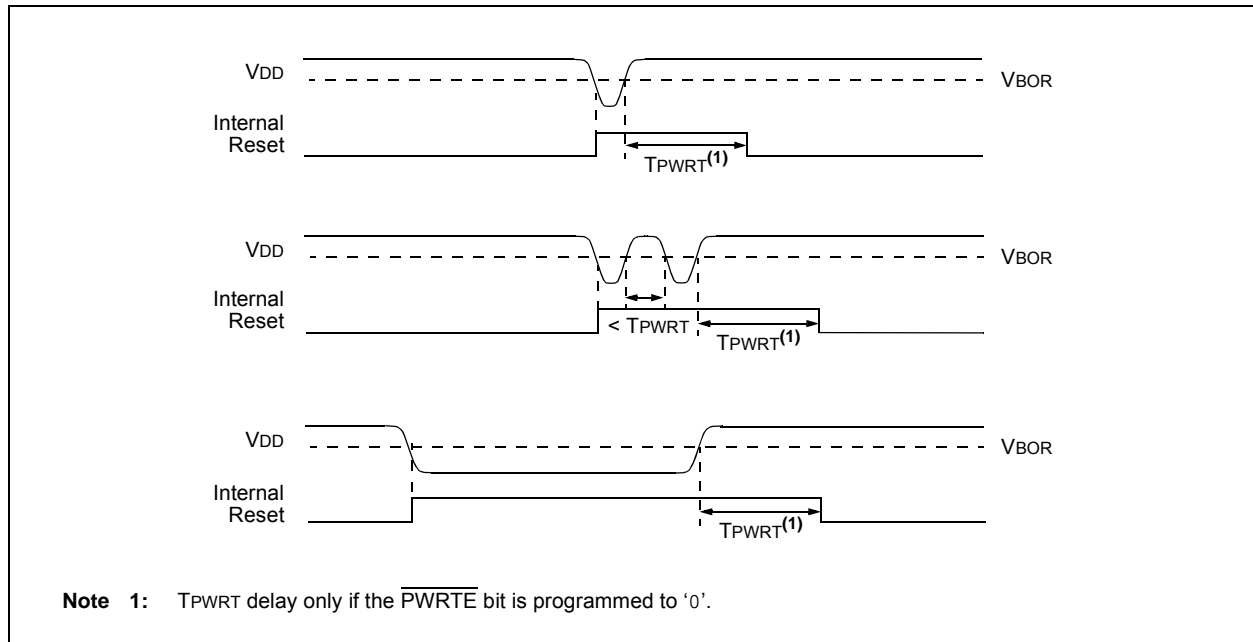 VDD
VBOR
Internal
Reset
TPWRT(1)
VDD
VBOR
Internal
Reset
< TPWRT
TPWRT(1)
VDD
VBOR
Internal
Reset
TPWRT(1)
Note 1: TPWRT delay only if the PWRTE bit is programmed to ‘0’.